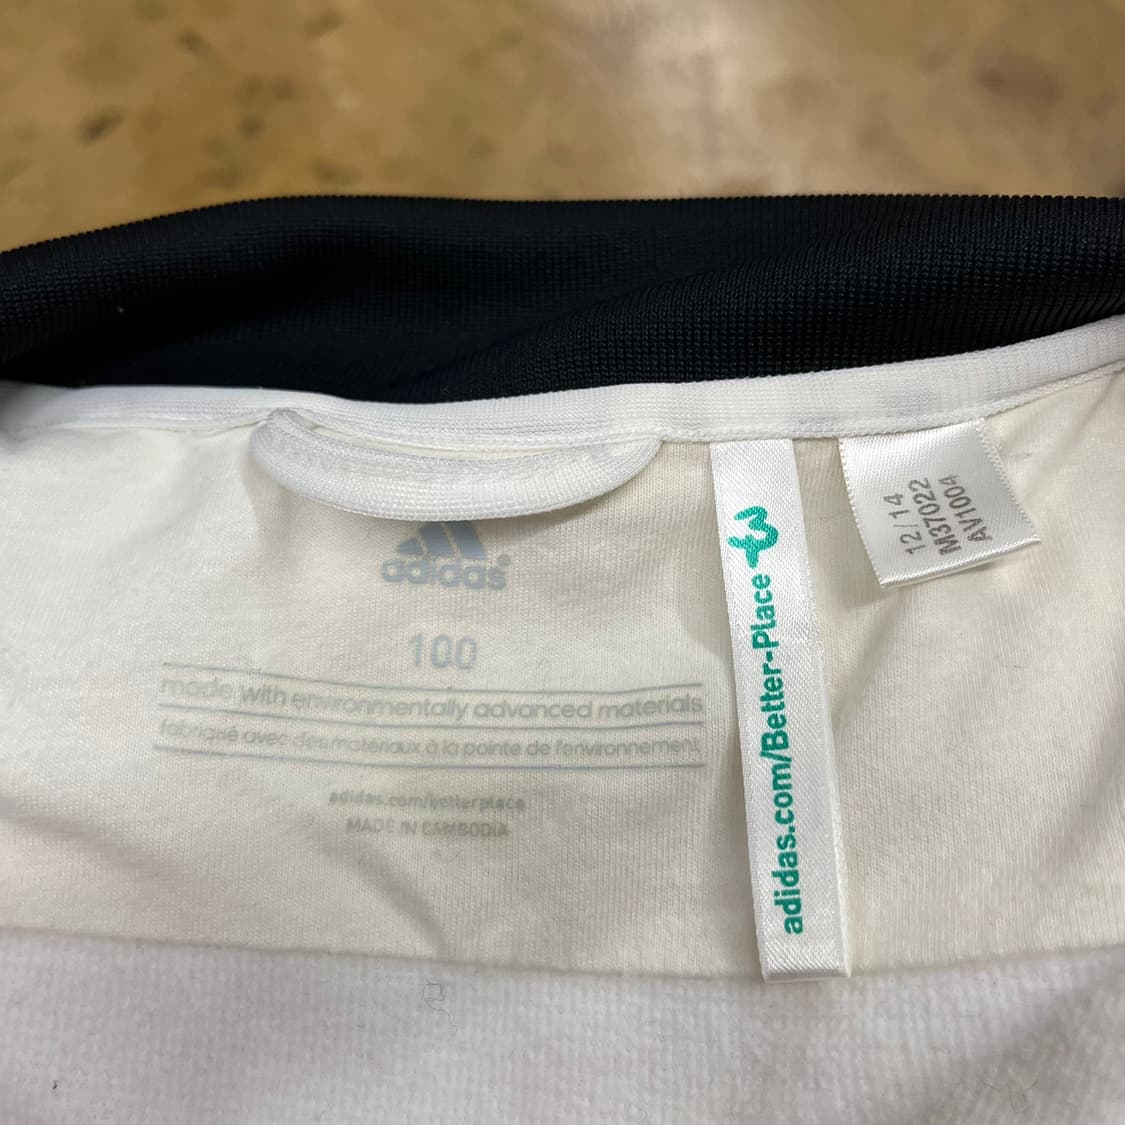 adidas
100
made with environmentally advanced materials
fabriqué avec des matériaux à la pointe de l'environnement
adidas.com/betterplace
MADE IN CAMBODIA
adidas.com/Better-Place
12/14
M37022
AV1004